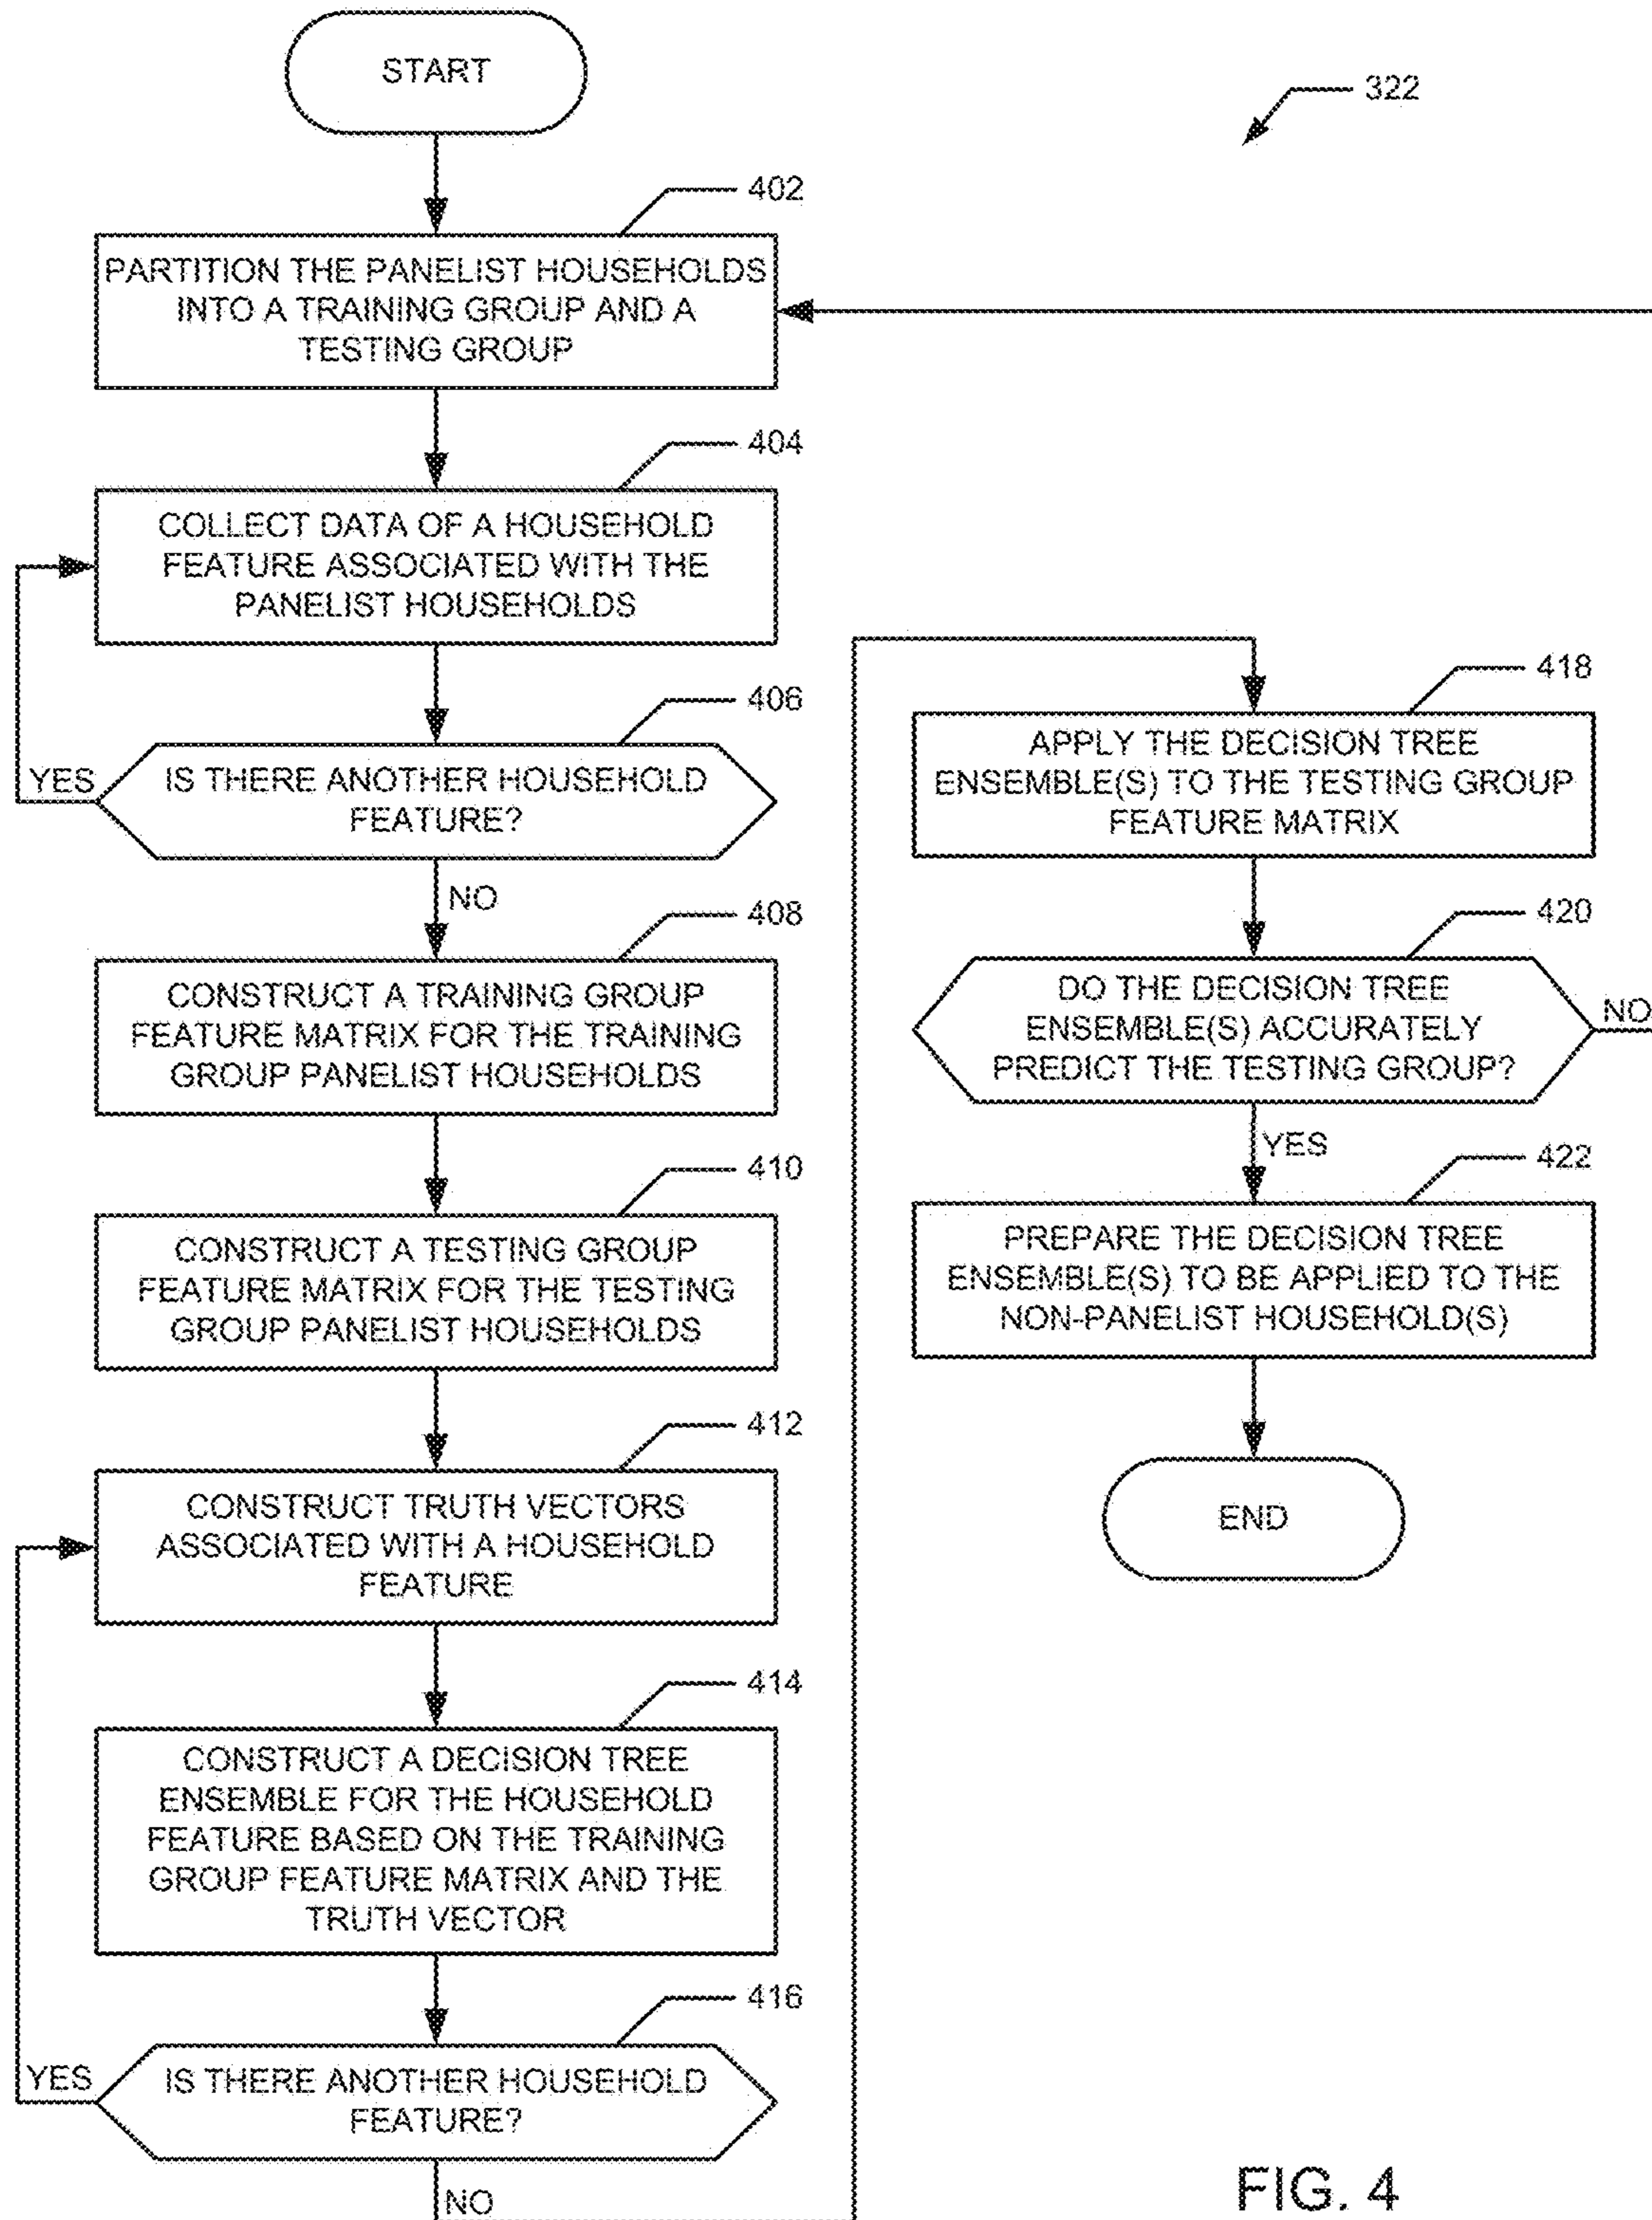 START
322
402
PARTITION THE PANELIST HOUSEHOLDS
INTO A TRAINING GROUP AND A
TESTING GROUP
404
COLLECT DATA OF A HOUSEHOLD
FEATURE ASSOCIATED WITH THE
PANELIST HOUSEHOLDS
406
YES
IS THERE ANOTHER HOUSEHOLD
FEATURE?
NO
408
CONSTRUCT A TRAINING GROUP
FEATURE MATRIX FOR THE TRAINING
GROUP PANELIST HOUSEHOLDS
410
CONSTRUCT A TESTING GROUP
FEATURE MATRIX FOR THE TESTING
GROUP PANELIST HOUSEHOLDS
412
CONSTRUCT TRUTH VECTORS
ASSOCIATED WITH A HOUSEHOLD
FEATURE
414
CONSTRUCT A DECISION TREE
ENSEMBLE FOR THE HOUSEHOLD
FEATURE BASED ON THE TRAINING
GROUP FEATURE MATRIX AND THE
TRUTH VECTOR
416
YES
IS THERE ANOTHER HOUSEHOLD
FEATURE?
NO
418
APPLY THE DECISION TREE
ENSEMBLE(S) TO THE TESTING GROUP
FEATURE MATRIX
420
DO THE DECISION TREE
ENSEMBLE(S) ACCURATELY
PREDICT THE TESTING GROUP?
NO
YES
422
PREPARE THE DECISION TREE
ENSEMBLE(S) TO BE APPLIED TO THE
NON-PANELIST HOUSEHOLD(S)
END
FIG. 4